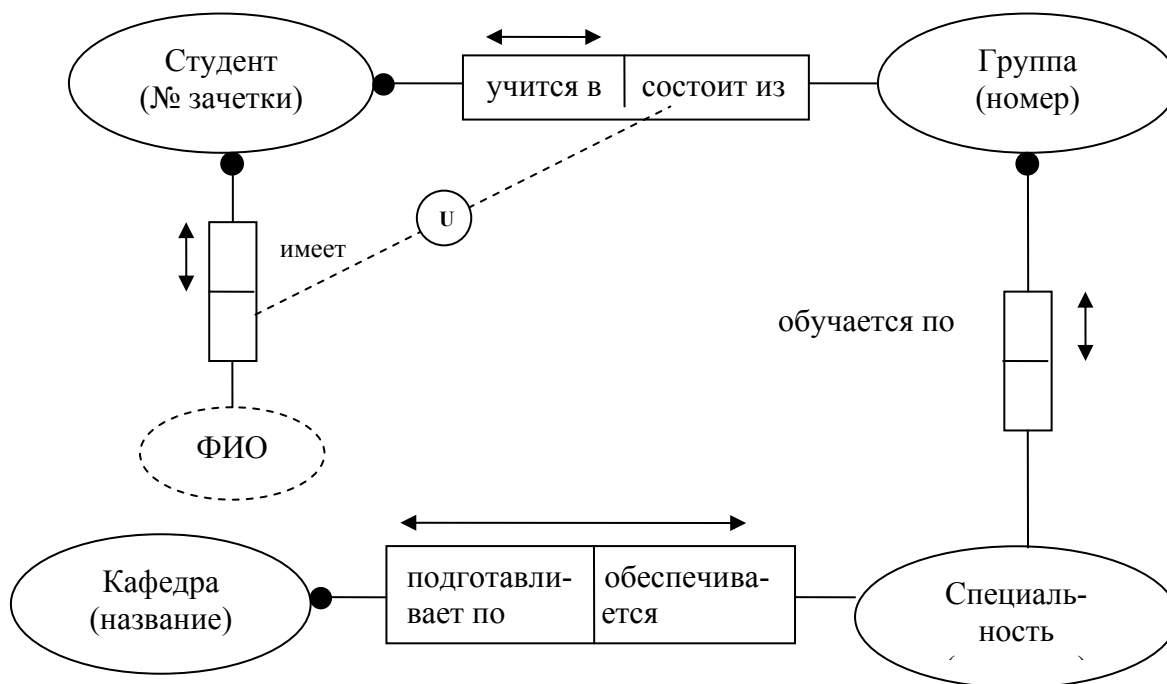 Студент
(№ зачетки)
учится в
состоит из
Группа
(номер)
U
имеет
обучается по
ФИО
Кафедра
(название)
подготавли-
вает по
обеспечива-
ется
Специаль-
ность